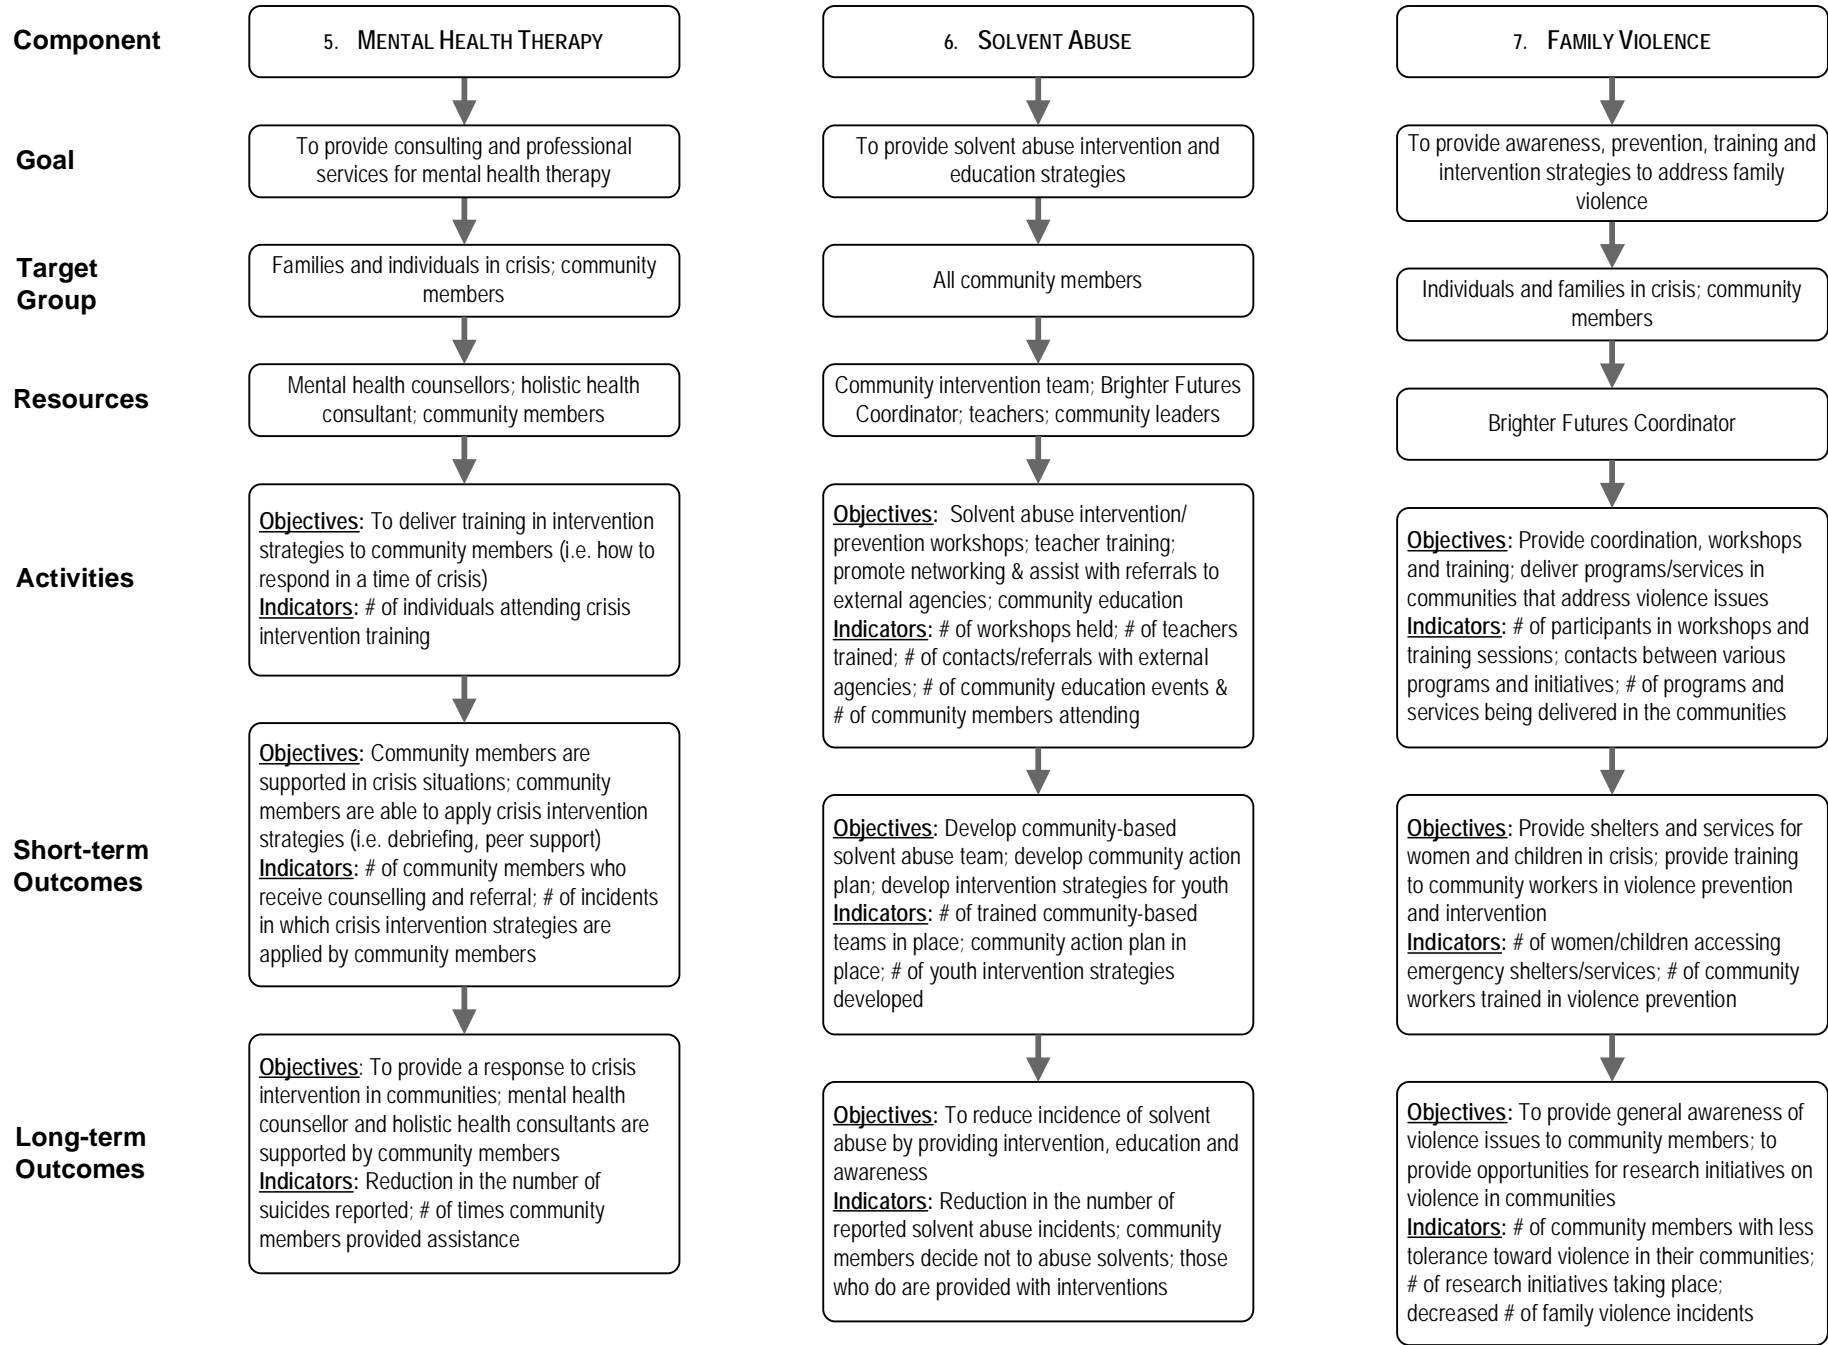 Component
5. MENTAL HEALTH THERAPY
6. SOLVENT ABUSE
7. FAMILY VIOLENCE
Goal
To provide consulting and professional
services for mental health therapy
To provide solvent abuse intervention and
education strategies
To provide awareness, prevention, training and
intervention strategies to address family
violence
Target
Group
Families and individuals in crisis; community
members
All community members
Individuals and families in crisis; community
members
Resources
Mental health counsellors; holistic health
consultant; community members
Community intervention team; Brighter Futures
Coordinator; teachers; community leaders
Brighter Futures Coordinator
Activities
Objectives: To deliver training in intervention
strategies to community members (i.e. how to
respond in a time of crisis)
Indicators: # of individuals attending crisis
intervention training
Objectives: Solvent abuse intervention/
prevention workshops; teacher training;
promote networking & assist with referrals to
external agencies; community education
Indicators: # of workshops held; # of teachers
trained; # of contacts/referrals with external
agencies; # of community education events &
# of community members attending
Objectives: Provide coordination, workshops
and training; deliver programs/services in
communities that address violence issues
Indicators: # of participants in workshops and
training sessions; contacts between various
programs and initiatives; # of programs and
services being delivered in the communities
Short-term
Outcomes
Objectives: Community members are
supported in crisis situations; community
members are able to apply crisis intervention
strategies (i.e. debriefing, peer support)
Indicators: # of community members who
receive counselling and referral; # of incidents
in which crisis intervention strategies are
applied by community members
Objectives: Develop community-based
solvent abuse team; develop community action
plan; develop intervention strategies for youth
Indicators: # of trained community-based
teams in place; community action plan in
place; # of youth intervention strategies
developed
Objectives: Provide shelters and services for
women and children in crisis; provide training
to community workers in violence prevention
and intervention
Indicators: # of women/children accessing
emergency shelters/services; # of community
workers trained in violence prevention
Long-term
Outcomes
Objectives: To provide a response to crisis
intervention in communities; mental health
counsellor and holistic health consultants are
supported by community members
Indicators: Reduction in the number of
suicides reported; # of times community
members provided assistance
Objectives: To reduce incidence of solvent
abuse by providing intervention, education and
awareness
Indicators: Reduction in the number of
reported solvent abuse incidents; community
members decide not to abuse solvents; those
who do are provided with interventions
Objectives: To provide general awareness of
violence issues to community members; to
provide opportunities for research initiatives on
violence in communities
Indicators: # of community members with less
tolerance toward violence in their communities;
# of research initiatives taking place;
decreased # of family violence incidents